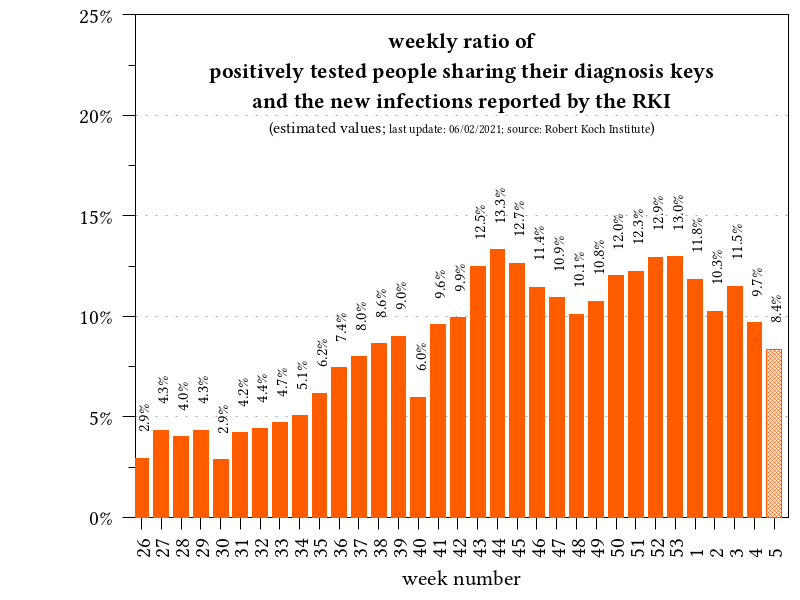 weekly ratio of
positively tested people sharing their diagnosis keys
and the new infections reported by the RKI
(estimated values; last update: 06/02/2021; source: Robert Koch Institute)
25%
20%
15%
10%
5%
0%
2.9% 4.3% 4.0% 4.3% 2.9% 4.2% 4.4% 4.7% 5.1% 6.2% 7.4% 8.0% 8.6% 9.0% 6.0% 9.6% 9.9% 12.5% 13.3% 12.7% 11.4% 10.9% 10.1% 10.8% 12.0% 12.3% 12.9% 13.0% 11.8% 10.3% 11.5% 9.7% 8.4%
26 27 28 29 30 31 32 33 34 35 36 37 38 39 40 41 42 43 44 45 46 47 48 49 50 51 52 53 1 2 3 4 5
week number